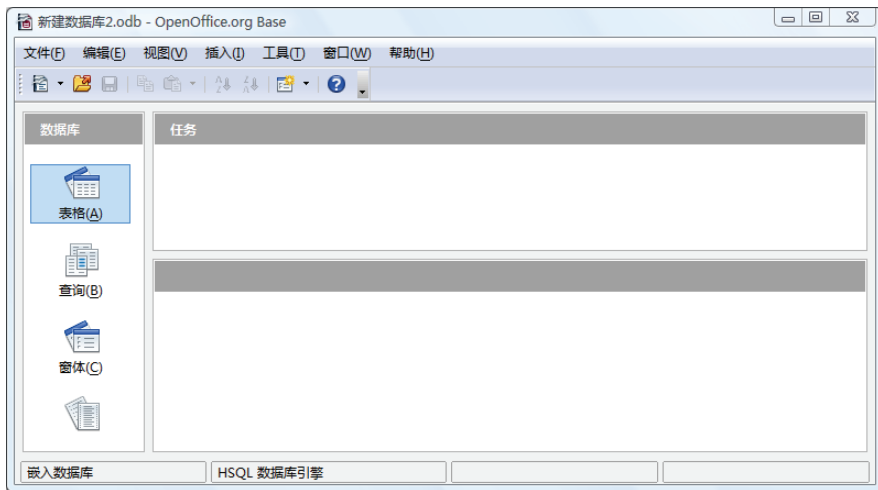 新建数据库2.odb - OpenOffice.org Base
文件(F) 编辑(E) 视图(V) 插入(I) 工具(T) 窗口(W) 帮助(H)
数据库
任务
表格(A)
查询(B)
窗体(C)
嵌入数据库
HSQL 数据库引擎